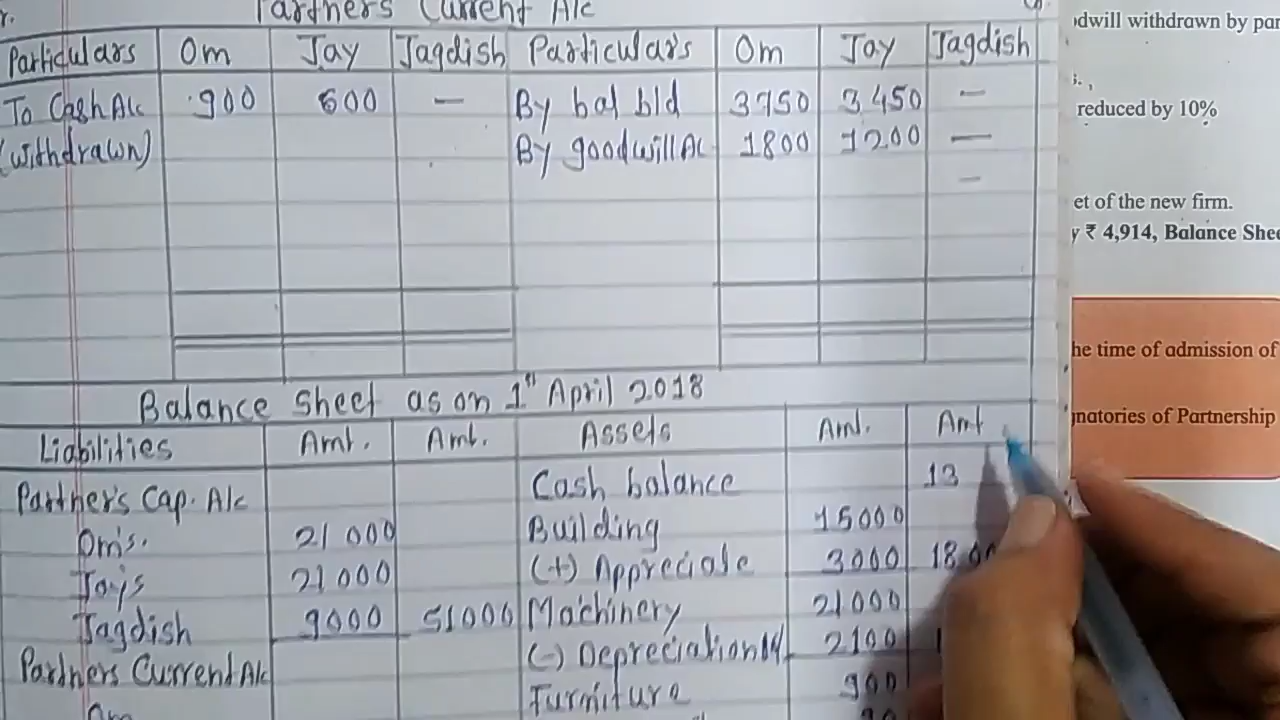 Partners Current A/c
Particulars Om Jay Jagdish Particulars Om Jay Jagdish
To Cash A/c 900 600 — By bal b/d 3750 3450 —
(withdrawn) By goodwill A/c 1800 1200 —
—
Balance Sheet as on 1st April 2018
Liabilities Amt. Amt. Assets Amt. Amt
Partner's Cap. A/c Cash balance 13
Om's. 21000 Building 15000
Jay's 21000 (+) Appreciate 3000
Jagdish 9000 51000 Machinery 21000
Partners Current A/c (-) Depreciation 2100
Om Furniture 900
odwill withdrawn by par
reduced by 10%
et of the new firm.
y ₹ 4,914, Balance Shee
he time of admission of
natories of Partnership